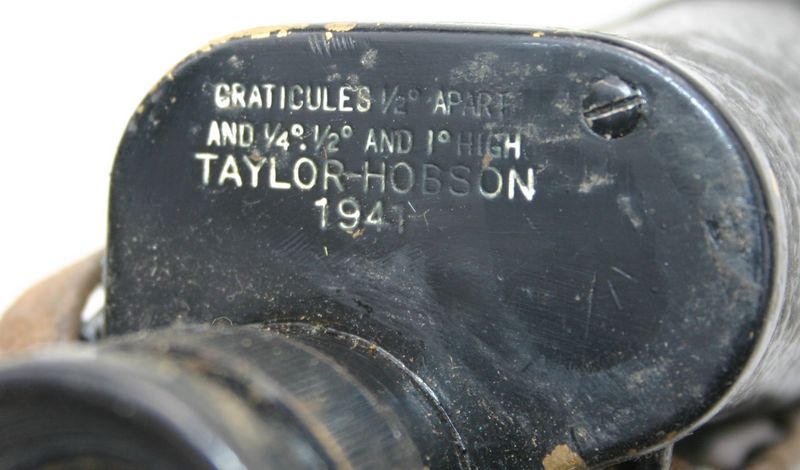 GRATICULES ½° APART
AND ¼°. ½° AND 1° HIGH
TAYLOR-HOBSON
1941